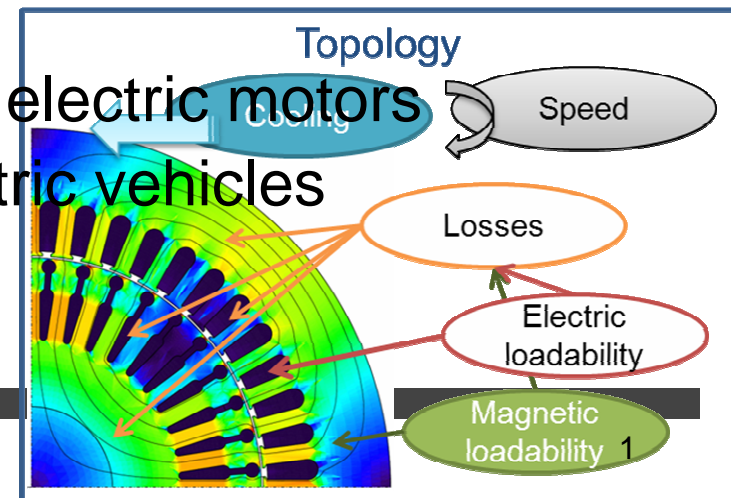 Topology
electric motors
Cooling
Speed
tric vehicles
Losses
Electric
loadability
Magnetic
loadability 1